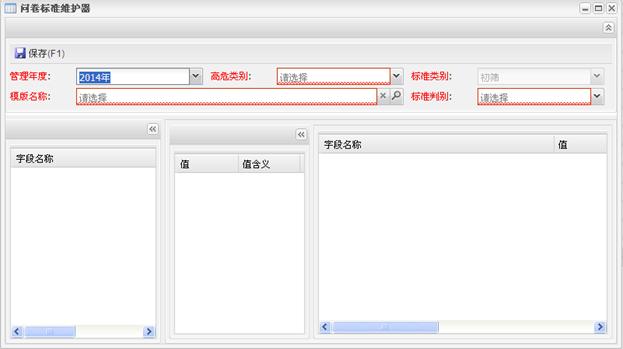 问卷标准维护器
保存(F1)
管理年度: 2014年 高危类别: 请选择 标准类别: 初筛
模版名称: 请选择 标准判别: 请选择
字段名称 值 值含义 字段名称 值